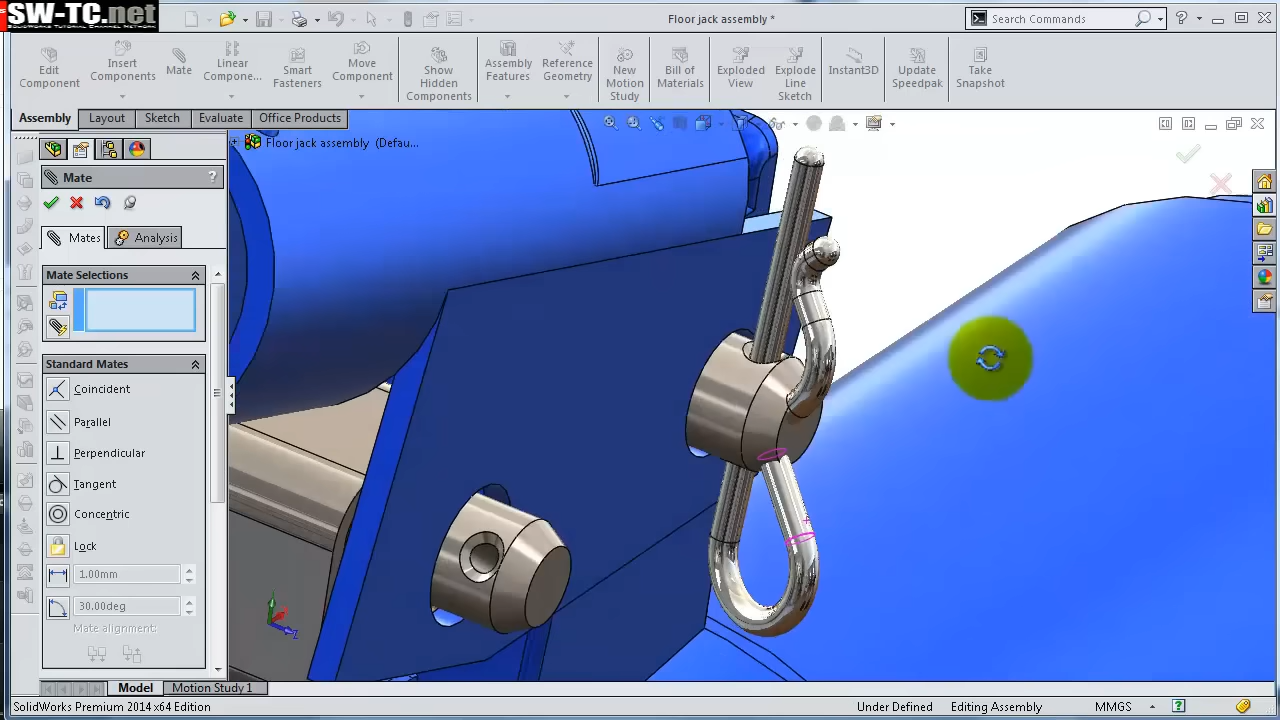 SW-TC.net
SOLIDWORKS TUTORIAL CHANNEL NETWORK
Floor jack assembly
Search Commands
Edit Component
Insert Components
Mate
Linear Compone...
Smart Fasteners
Move Component
Show Hidden Components
Assembly Features
Reference Geometry
New Motion Study
Bill of Materials
Exploded View
Explode Line Sketch
Instant3D
Update Speedpak
Take Snapshot
Assembly
Layout
Sketch
Evaluate
Office Products
Floor jack assembly (Defau...
Mate
?
Mates
Analysis
Mate Selections
Standard Mates
Coincident
Parallel
Perpendicular
Tangent
Concentric
Lock
1.00mm
30.00deg
Mate alignment:
Model
Motion Study 1
SolidWorks Premium 2014 x64 Edition
Under Defined
Editing Assembly
MMGS